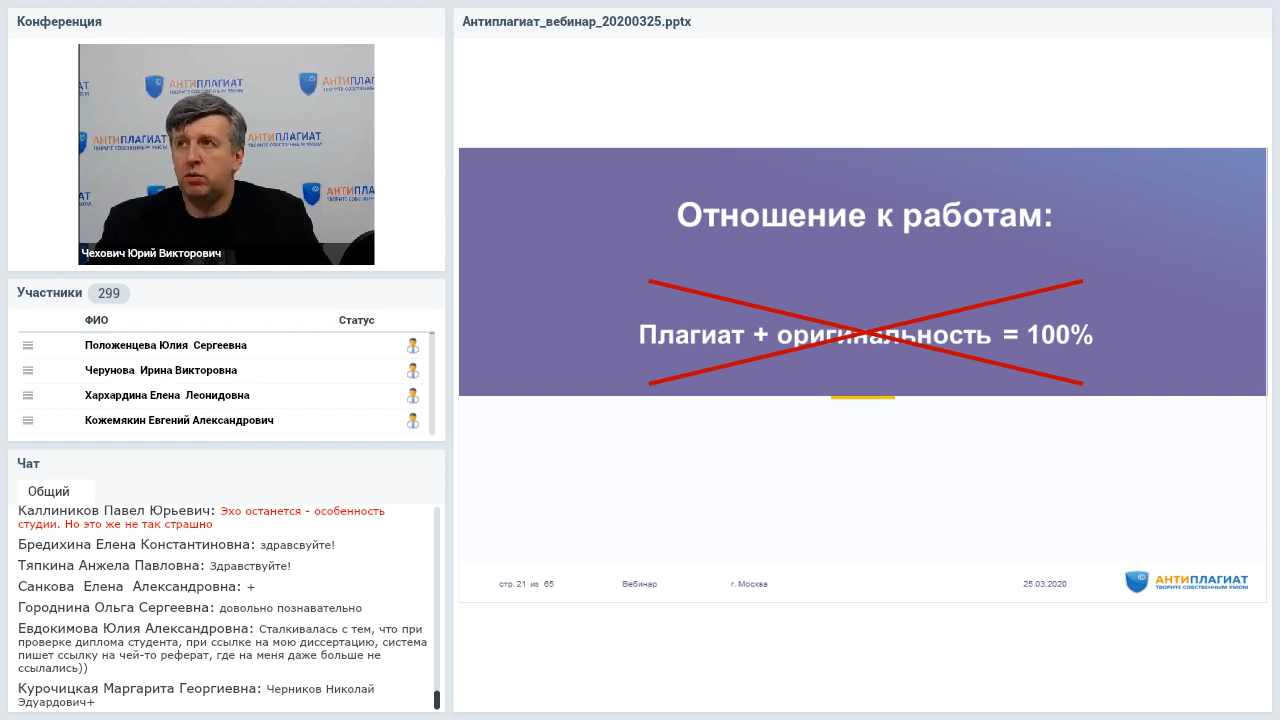 Конференция
АНТИПЛАГИАТ
АНТИПЛАГИАТ
АНТИПЛАГИАТ
Чехович Юрий Викторович
Участники 299
ФИО Статус
Положенцева Юлия Сергеевна
Черунова Ирина Викторовна
Хархардина Елена Леонидовна
Кожемякин Евгений Александрович
Чат
Общий
Каллиников Павел Юрьевич: Эхо останется - особенность
студии. Но это же не так страшно
Бредихина Елена Константиновна: здравсвуйте!
Тяпкина Анжела Павловна: Здравствуйте!
Санкова Елена Александровна: +
Городнина Ольга Сергеевна: довольно познавательно
Евдокимова Юлия Александровна: Сталкивалась с тем, что при
проверке диплома студента, при ссылке на мою диссертацию, система
пишет ссылку на чей-то реферат, где на меня даже больше не
ссылались))
Курочицкая Маргарита Георгиевна: Черников Николай
Эдуардович+
Антиплагиат_вебинар_20200325.pptx
Отношение к работам:
Плагиат + оригинальность = 100%
стр. 21 из 65 Вебинар г. Москва 25.03.2020
АНТИПЛАГИАТ
ТВОРИТЕ СОБСТВЕННЫМ УМОМ